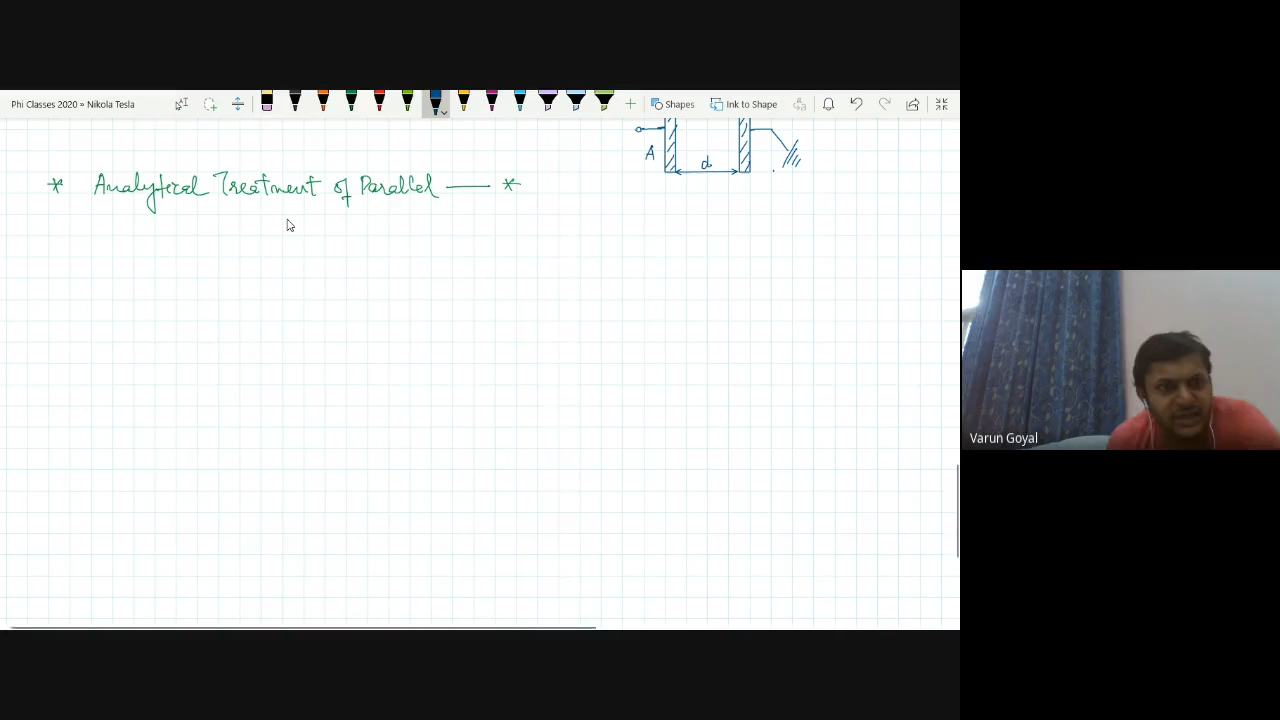 Phi Classes 2020 » Nikola Tesla
Shapes
Ink to Shape
A
d
* Analytical Treatment of Parallel —— *
Varun Goyal